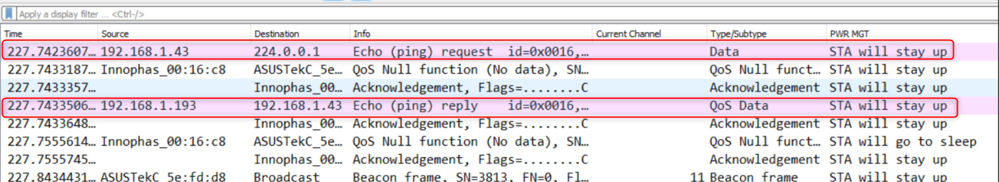 Apply a display filter ... <Ctrl-/>
Time Source Destination Info Current Channel Type/Subtype PWR MGT
227.7423607… 192.168.1.43 224.0.0.1 Echo (ping) request id=0x0016,… Data STA will stay up
227.7433187… Innophas_00:16:c8 ASUSTekC_5e… QoS Null function (No data), SN… QoS Null funct… STA will stay up
227.7433357… Innophas_00… Acknowledgement, Flags=........C Acknowledgement STA will stay up
227.7433506… 192.168.1.193 192.168.1.43 Echo (ping) reply id=0x0016,… QoS Data STA will stay up
227.7433648… Innophas_00… Acknowledgement, Flags=........C Acknowledgement STA will stay up
227.7555614… Innophas_00:16:c8 ASUSTekC_5e… QoS Null function (No data), SN… QoS Null funct… STA will go to sleep
227.7555745… Innophas_00… Acknowledgement, Flags=........C Acknowledgement STA will stay up
227.8434431… ASUSTekC_5e:fd:d8 Broadcast Beacon frame, SN=3813, FN=0, Fl… 11 Beacon frame STA will stay up